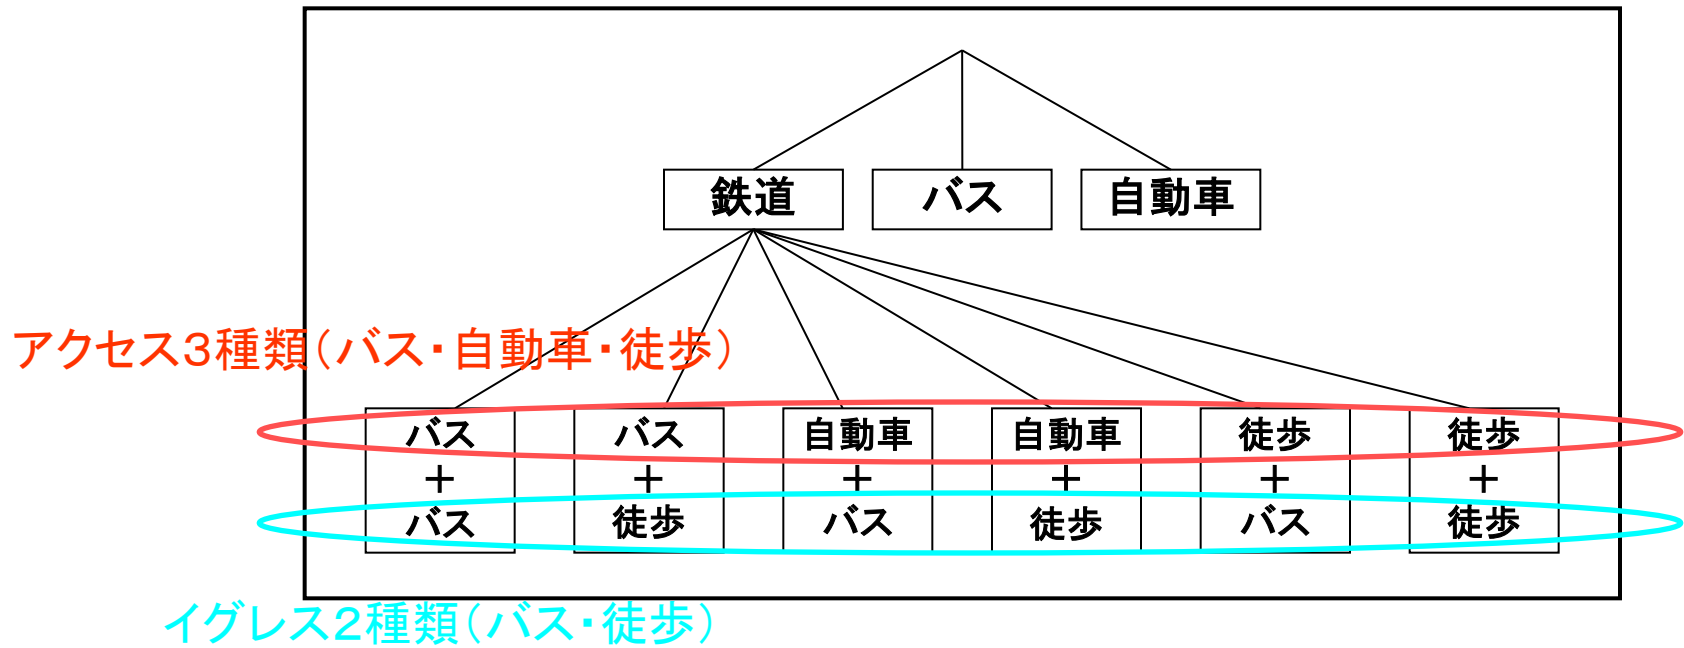 鉄道 バス 自動車
アクセス３種類（バス・自動車・徒歩）
バス バス 自動車 自動車 徒歩 徒歩
＋ ＋ ＋ ＋ ＋ ＋
バス 徒歩 バス 徒歩 バス 徒歩
イグレス２種類（バス・徒歩）